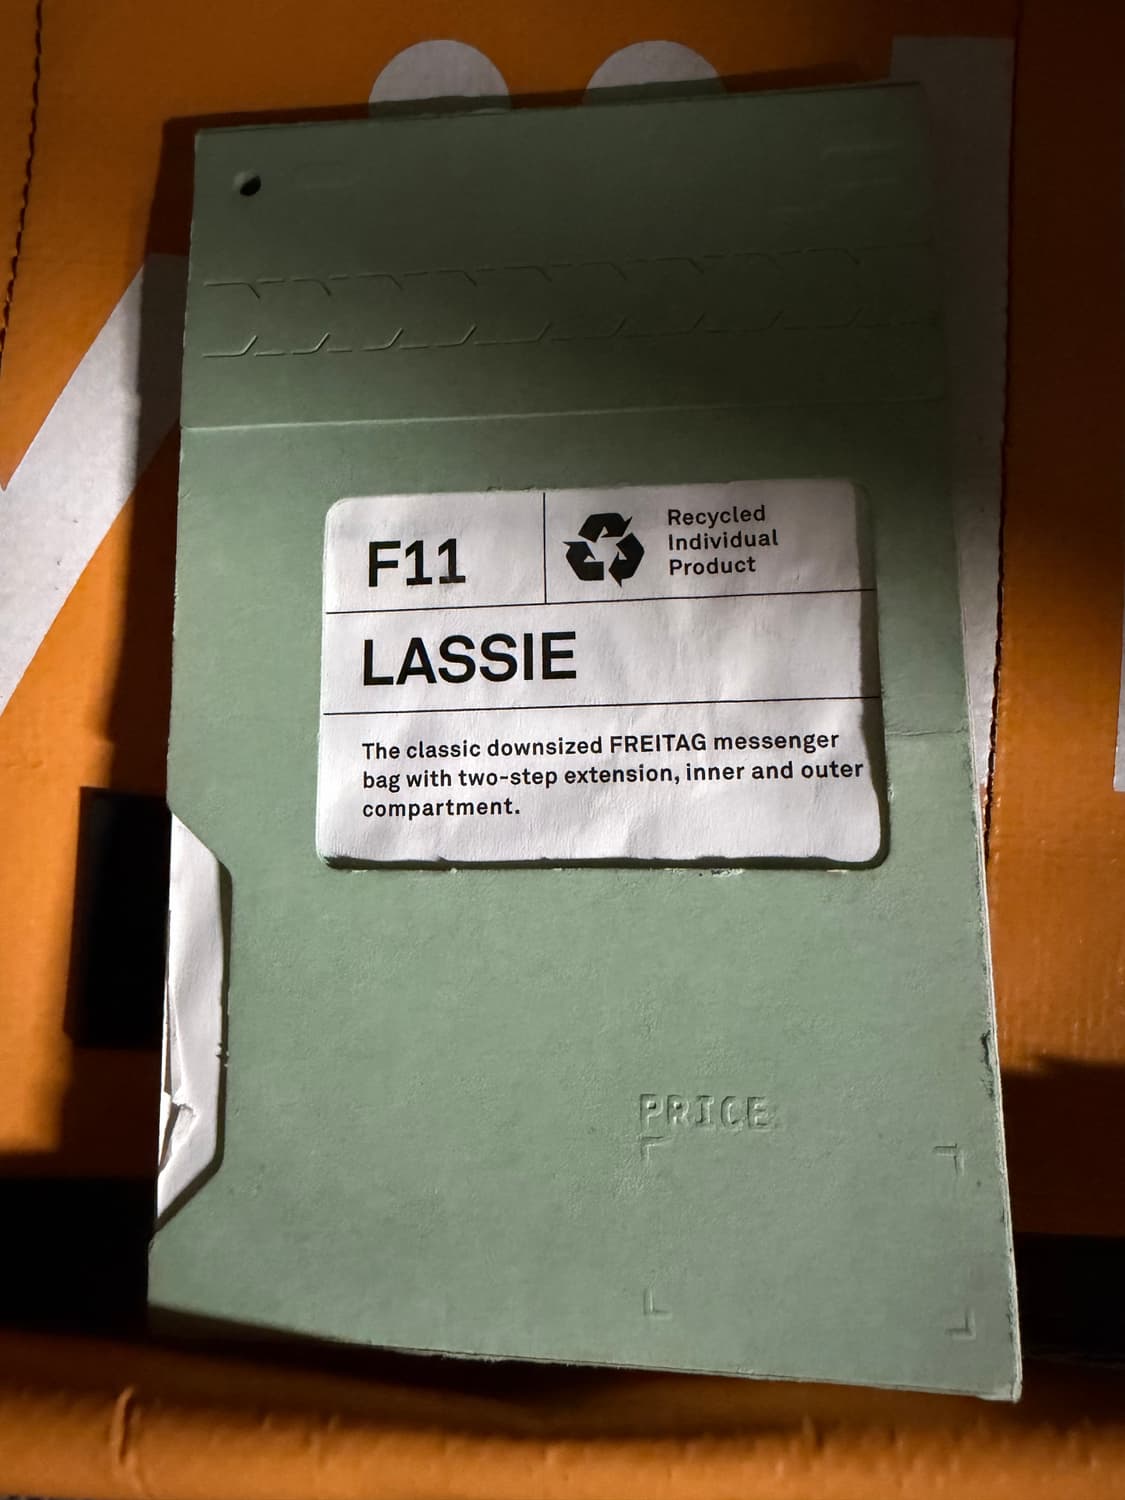 F11
Recycled
Individual
Product
LASSIE
The classic downsized FREITAG messenger
bag with two-step extension, inner and outer
compartment.
PRICE